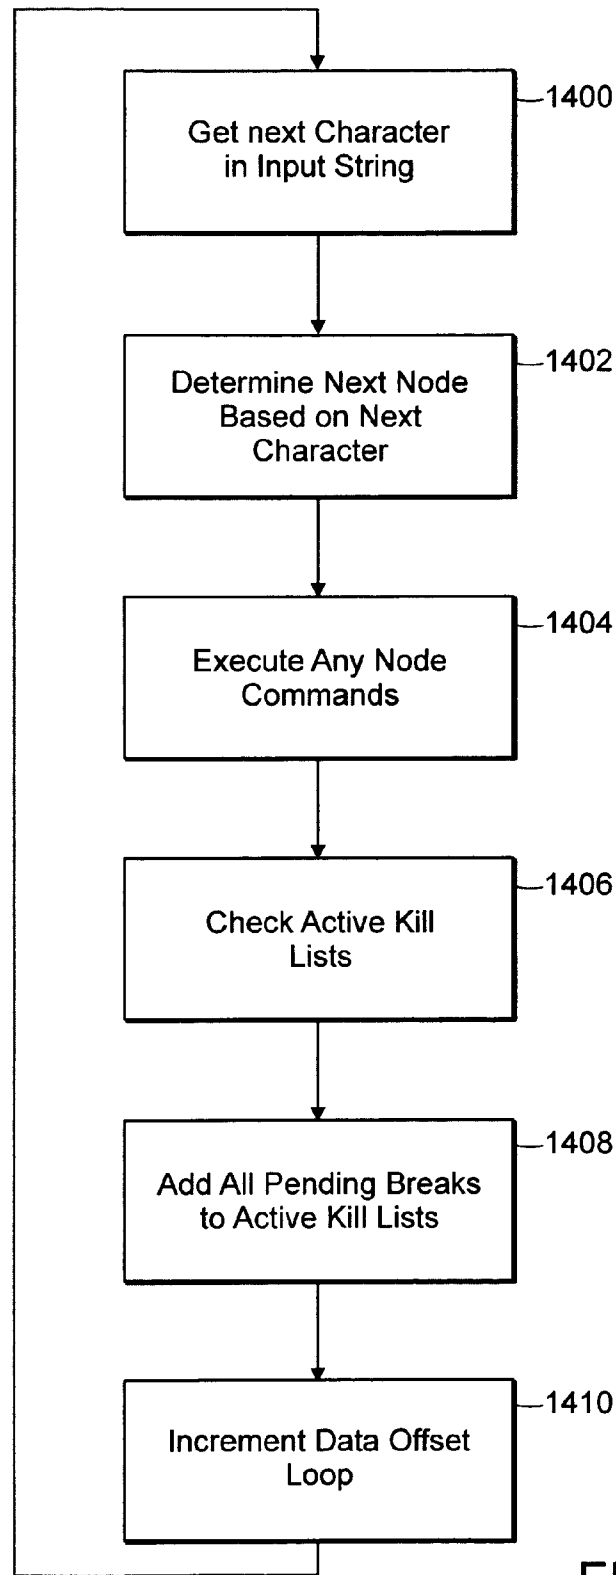 1400
Get next Character
in Input String
1402
Determine Next Node
Based on Next
Character
1404
Execute Any Node
Commands
1406
Check Active Kill
Lists
1408
Add All Pending Breaks
to Active Kill Lists
1410
Increment Data Offset
Loop